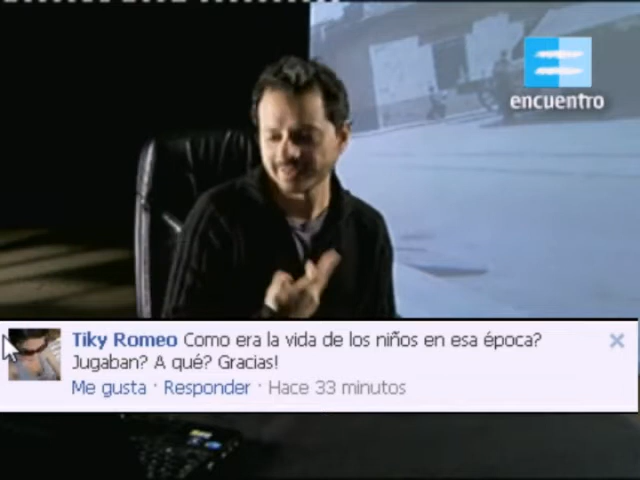 encuentro
Tiky Romeo Como era la vida de los niños en esa época?
Jugaban? A qué? Gracias!
Me gusta · Responder · Hace 33 minutos